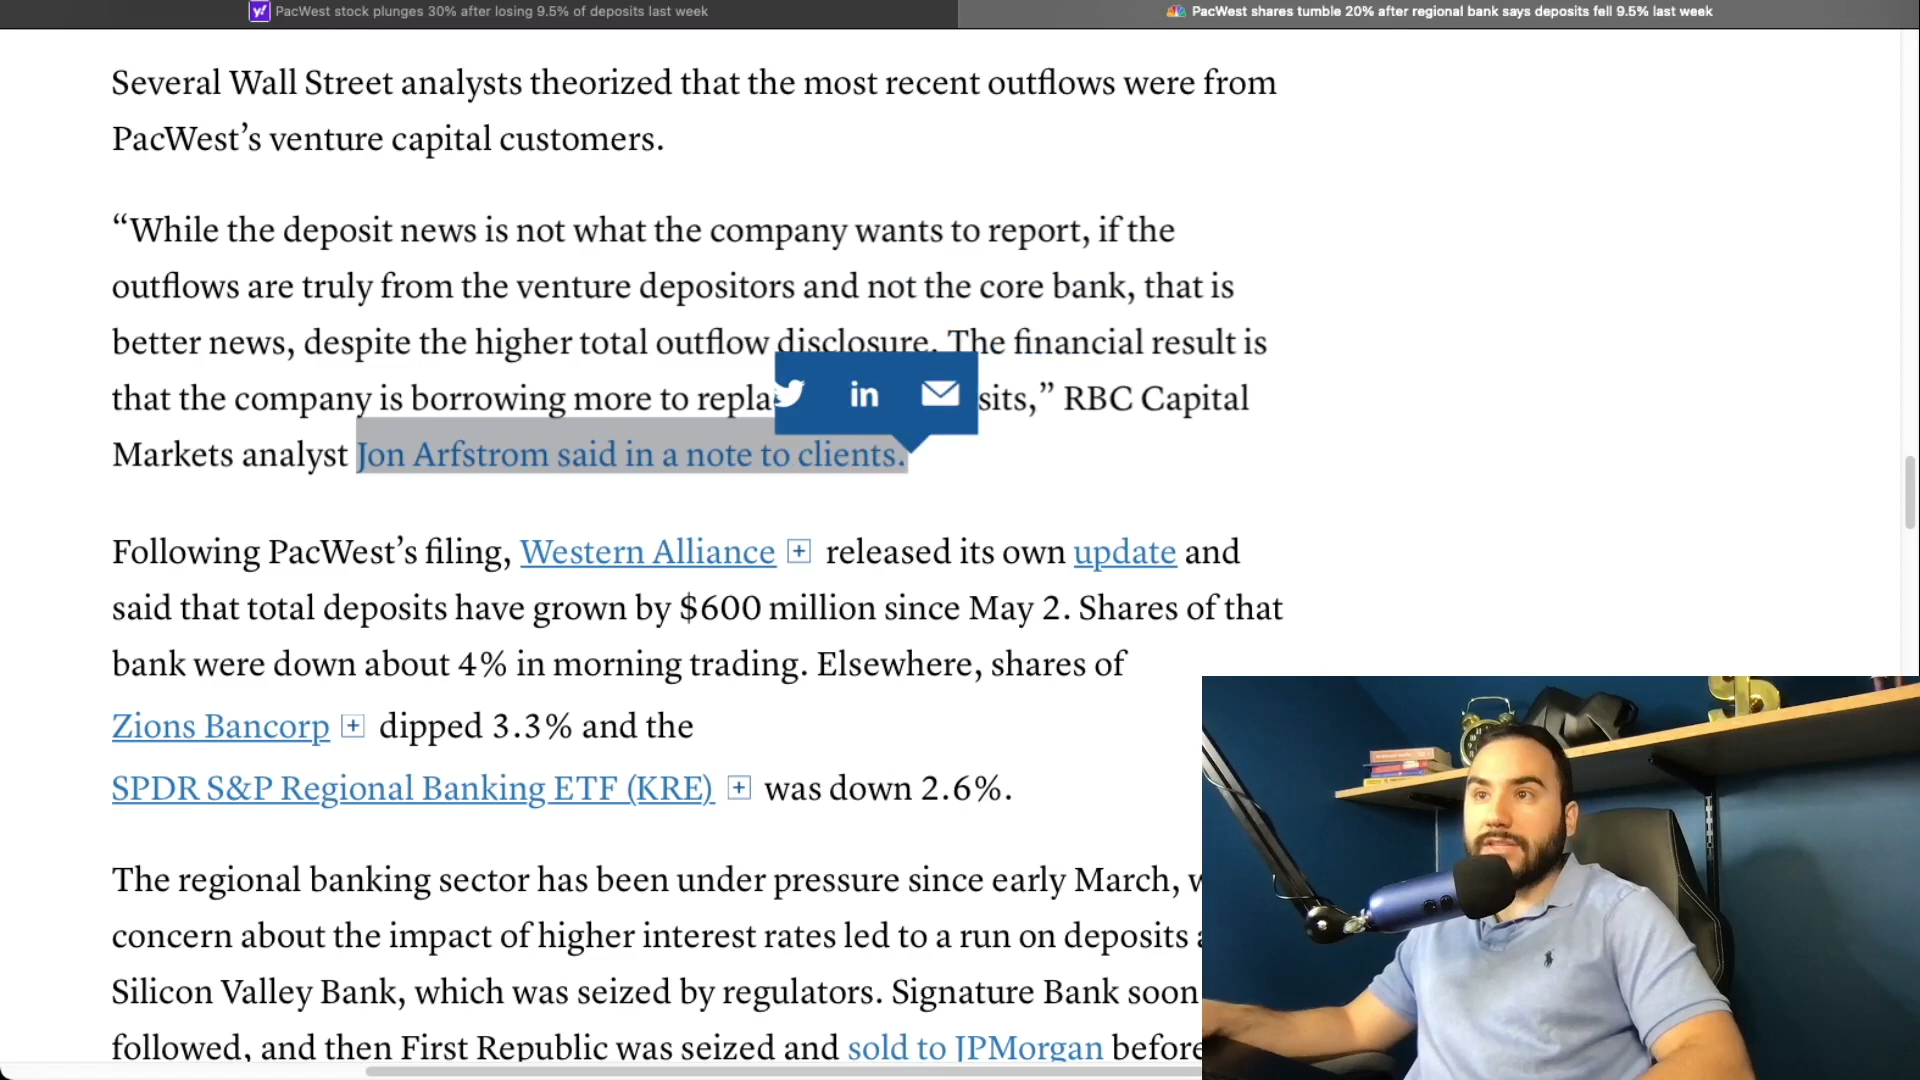 PacWest stock plunges 30% after losing 9.5% of deposits last week
PacWest shares tumble 20% after regional bank says deposits fell 9.5% last week
Several Wall Street analysts theorized that the most recent outflows were from
PacWest’s venture capital customers.
“While the deposit news is not what the company wants to report, if the
outflows are truly from the venture depositors and not the core bank, that is
better news, despite the higher total outflow disclosure. The financial result is
that the company is borrowing more to repla sits,” RBC Capital
in
Markets analyst Jon Arfstrom said in a note to clients.
Following PacWest’s filing, Western Alliance released its own update and
said that total deposits have grown by $600 million since May 2. Shares of that
bank were down about 4% in morning trading. Elsewhere, shares of
Zions Bancorp dipped 3.3% and the
SPDR S&P Regional Banking ETF (KRE) was down 2.6%.
The regional banking sector has been under pressure since early March,
concern about the impact of higher interest rates led to a run on deposits
Silicon Valley Bank, which was seized by regulators. Signature Bank soon
followed, and then First Republic was seized and sold to JPMorgan before